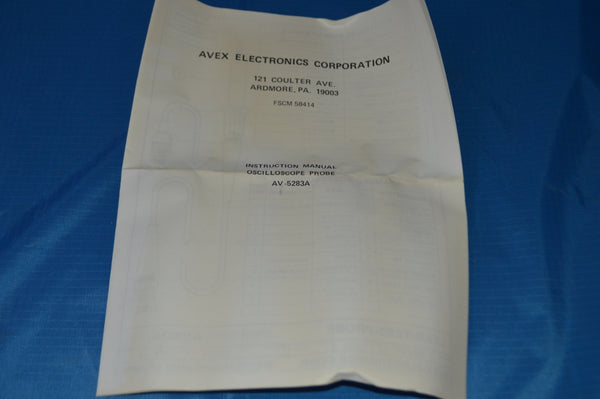 AVEX ELECTRONICS CORPORATION
121 COULTER AVE.
ARDMORE, PA. 19003
FSCM 58414
INSTRUCTION MANUAL
OSCILLOSCOPE PROBE
AV-5283A